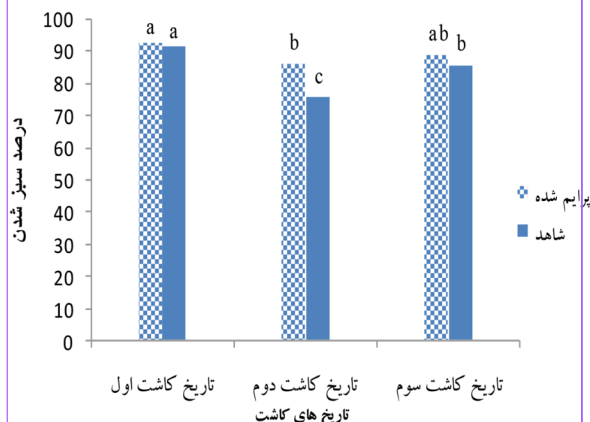 100
90
80
70
60
50
40
30
20
10
0
درصد سبز شدن
a a
b
c
ab
b
پرایم شده
شاهد
تاریخ کاشت اول
تاریخ کاشت دوم
تاریخ کاشت سوم
تاریخ های کاشت